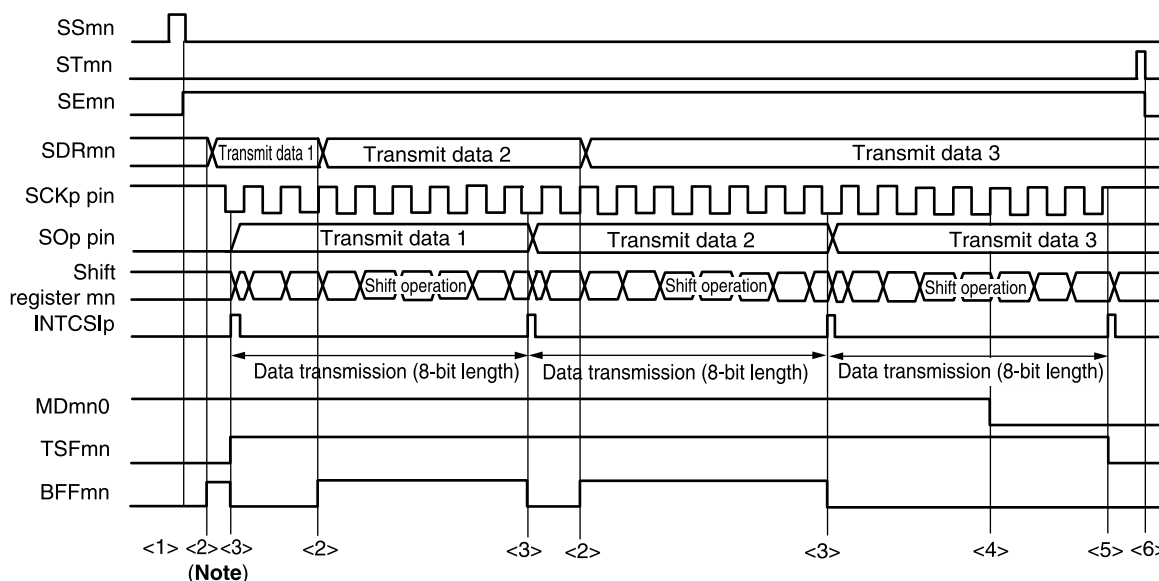 SSmn
STmn
SEmn
SDRmn
Transmit data 1
Transmit data 2
Transmit data 3
SCKp pin
SOp pin
Transmit data 1
Transmit data 2
Transmit data 3
Shift
register mn
Shift operation
Shift operation
Shift operation
INTCSIp
Data transmission (8-bit length)
Data transmission (8-bit length)
Data transmission (8-bit length)
MDmn0
TSFmn
BFFmn
<1> <2> <3> <2> <3> <2> <3> <4> <5> <6>
(Note)